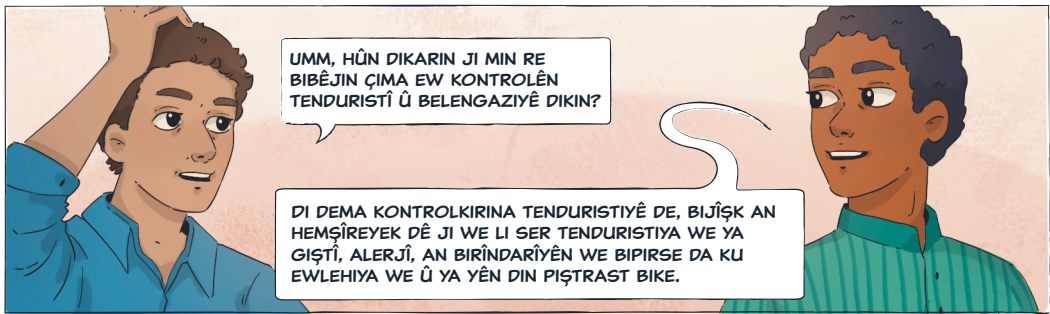 UMM, HÛN DIKARIN JI MIN RE
BIBÊJIN ÇIMA EW KONTROLÊN
TENDURISTÎ Û BELENGAZIYÊ DIKIN?
DI DEMA KONTROLKIRINA TENDURISTIYÊ DE, BIJÎŞK AN
HEMŞÎREYEK DÊ JI WE LI SER TENDURISTIYA WE YA
GIŞTÎ, ALERJÎ, AN BIRÎNDARÎYÊN WE BIPIRSE DA KU
EWLEHIYA WE Û YA YÊN DIN PIŞTRAST BIKE.